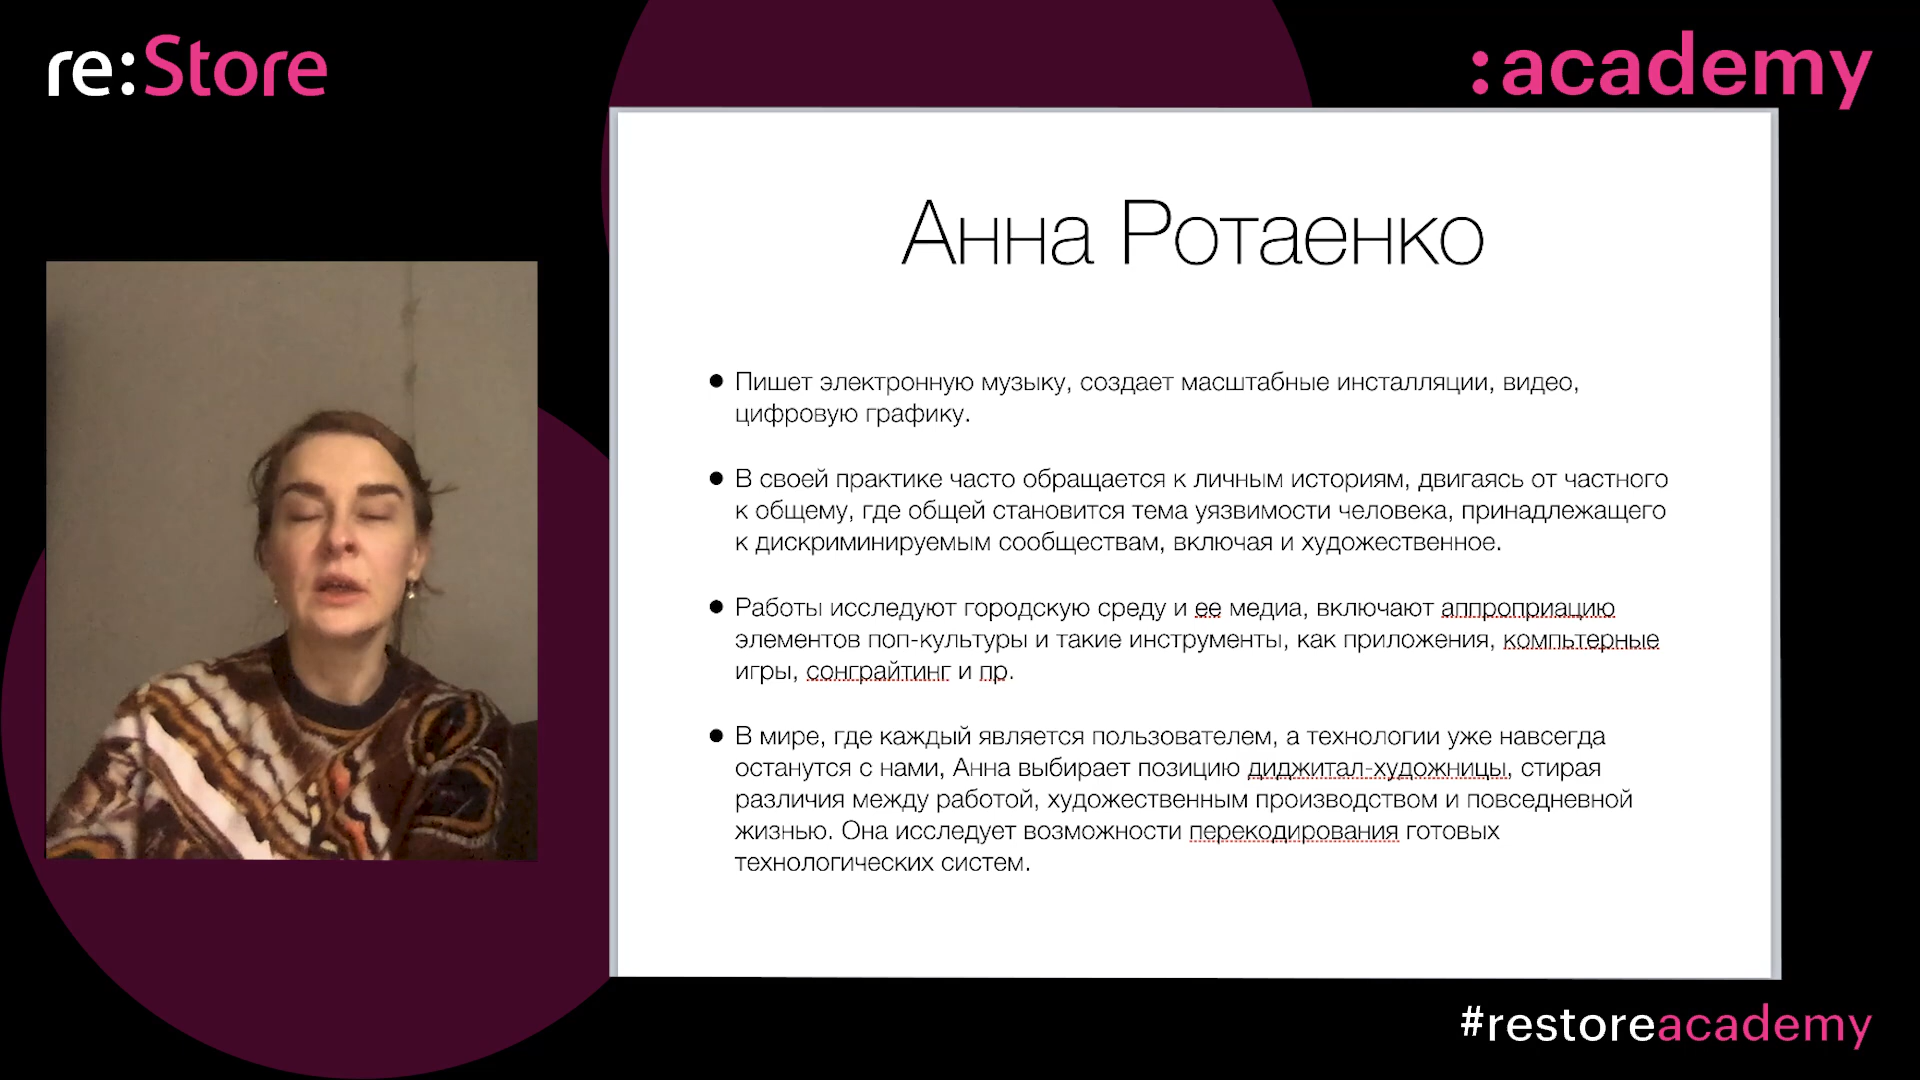 re:Store
:academy
Анна Ротаенко
● Пишет электронную музыку, создает масштабные инсталляции, видео,
цифровую графику.
● В своей практике часто обращается к личным историям, двигаясь от частного
к общему, где общей становится тема уязвимости человека, принадлежащего
к дискриминируемым сообществам, включая и художественное.
● Работы исследуют городскую среду и ее медиа, включают аппроприацию
элементов поп-культуры и такие инструменты, как приложения, компьтерные
игры, сонграйтинг и пр.
● В мире, где каждый является пользователем, а технологии уже навсегда
останутся с нами, Анна выбирает позицию диджитал-художницы, стирая
различия между работой, художественным производством и повседневной
жизнью. Она исследует возможности перекодирования готовых
технологических систем.
#restoreacademy